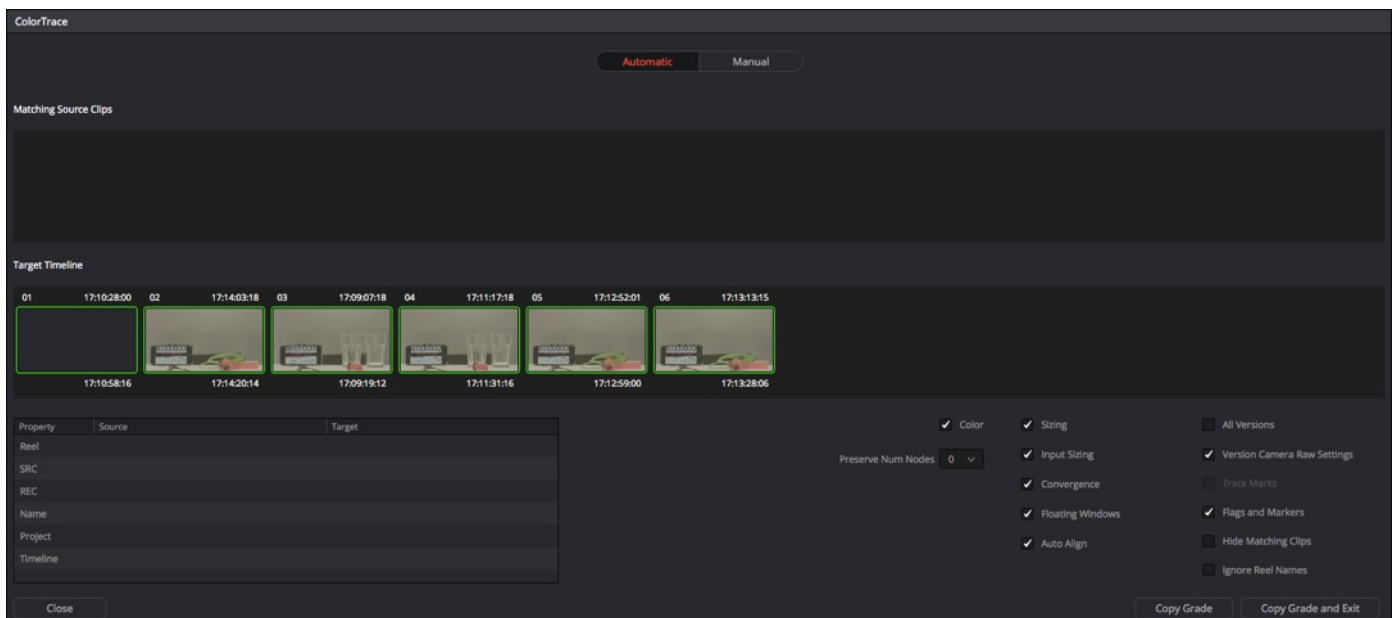 ColorTrace
Automatic Manual
Matching Source Clips
Target Timeline
01 17:10:28:00 02 17:14:03:18 03 17:09:07:18 04 17:11:17:18 05 17:12:52:01 06 17:13:13:15
17:10:58:16 17:14:20:14 17:09:19:12 17:11:31:16 17:12:59:00 17:13:28:06
Property Source Target
Reel
SRC
REC
Name
Project
Timeline
Color Sizing All Versions
Preserve Num Nodes 0 Input Sizing Version Camera Raw Settings
Convergence Track Marks
Floating Windows Flags and Markers
Auto Align Hide Matching Clips
Ignore Reel Names
Close Copy Grade Copy Grade and Exit